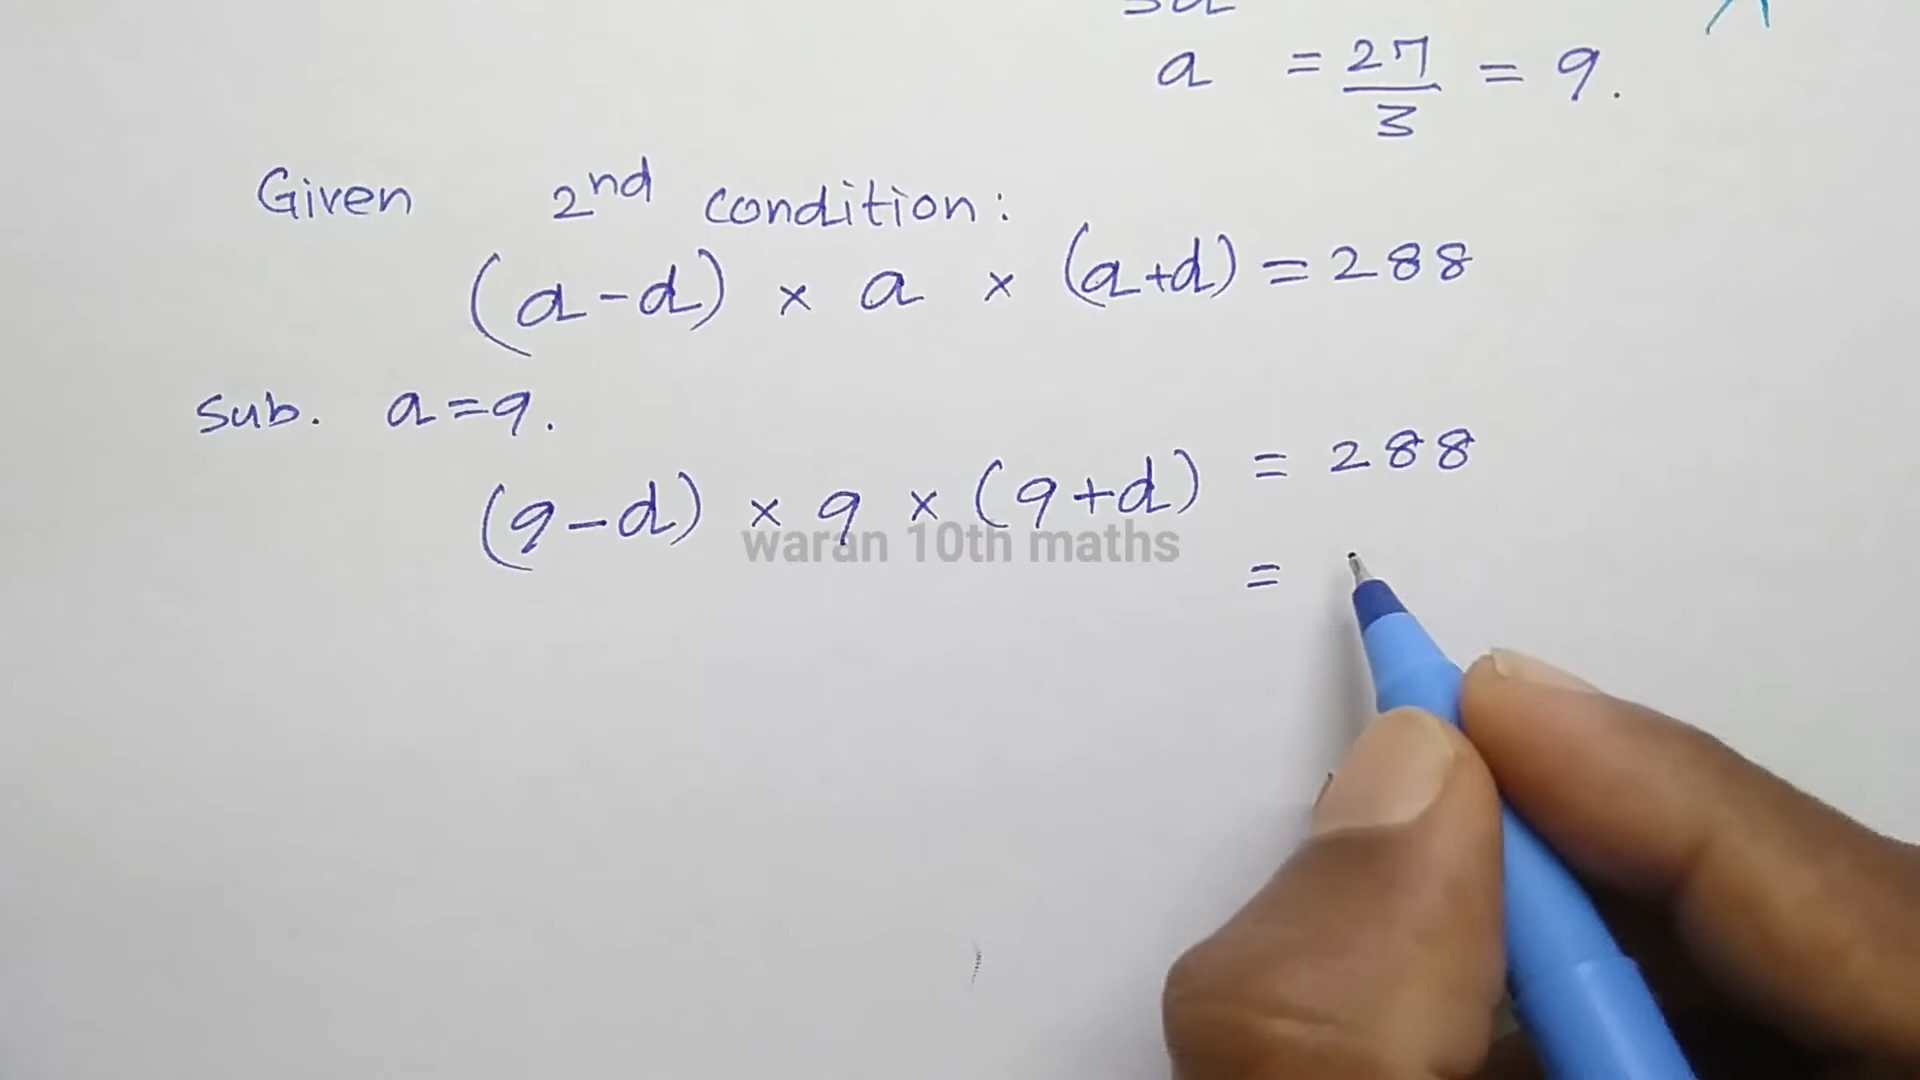 a = 27/3 = 9.
Given 2nd condition:
(a-d) × a × (a+d) = 288
Sub. a=9.
(9-d) × 9 × (9+d) = 288
waran 10th maths
=